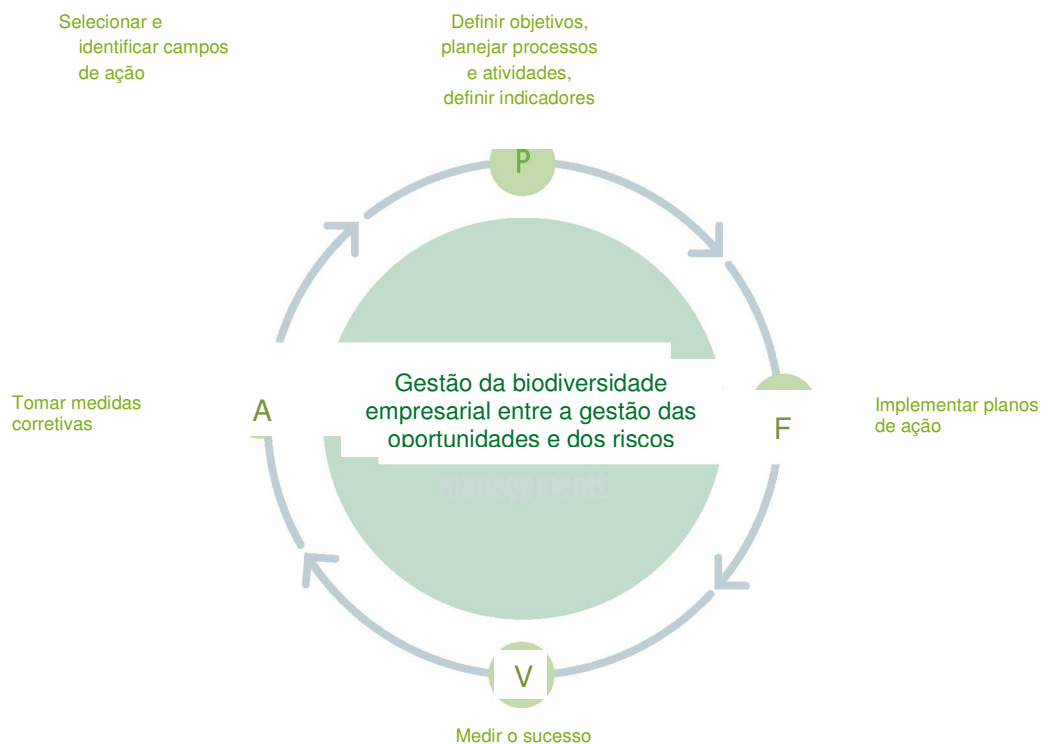 Selecionar e
identificar campos
de ação
Definir objetivos,
planejar processos
e atividades,
definir indicadores
P
Gestão da biodiversidade
empresarial entre a gestão das
oportunidades e dos riscos
managementt
Tomar medidas
corretivas
A
F
Implementar planos
de ação
V
Medir o sucesso